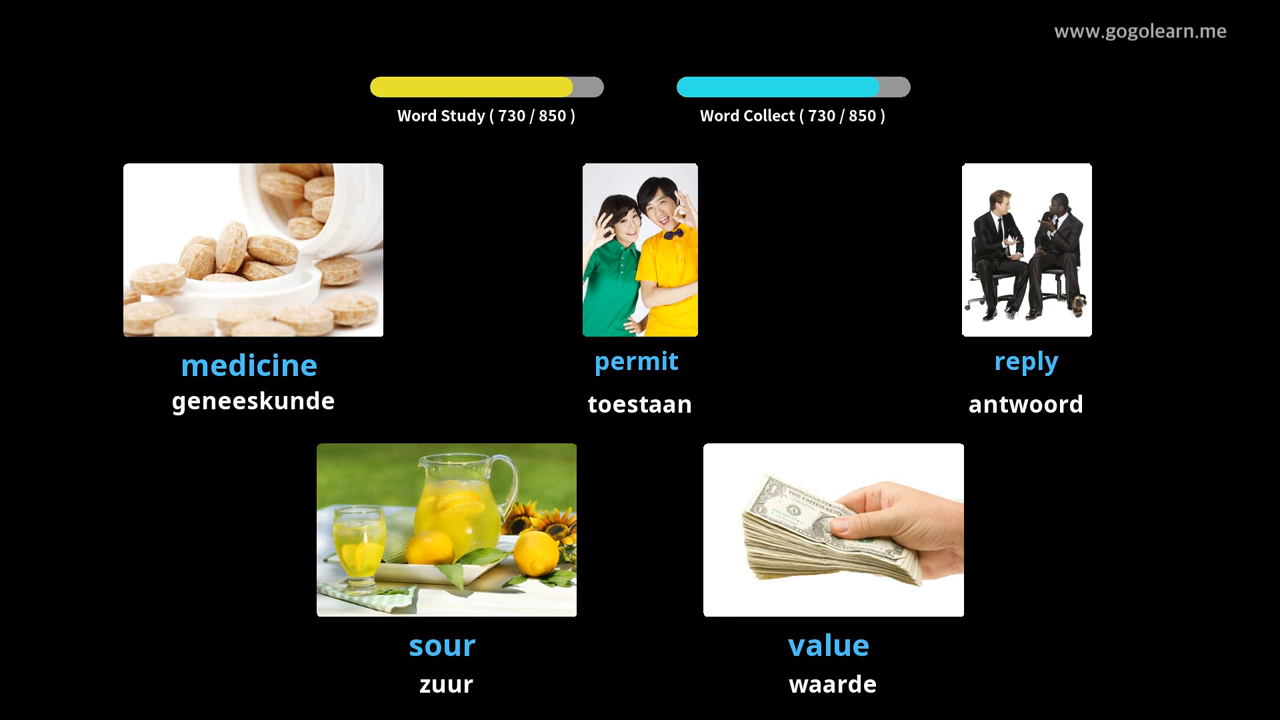 www.gogolearn.me
Word Study ( 730 / 850 )
Word Collect ( 730 / 850 )
medicine
geneeskunde
permit
toestaan
reply
antwoord
sour
zuur
value
waarde